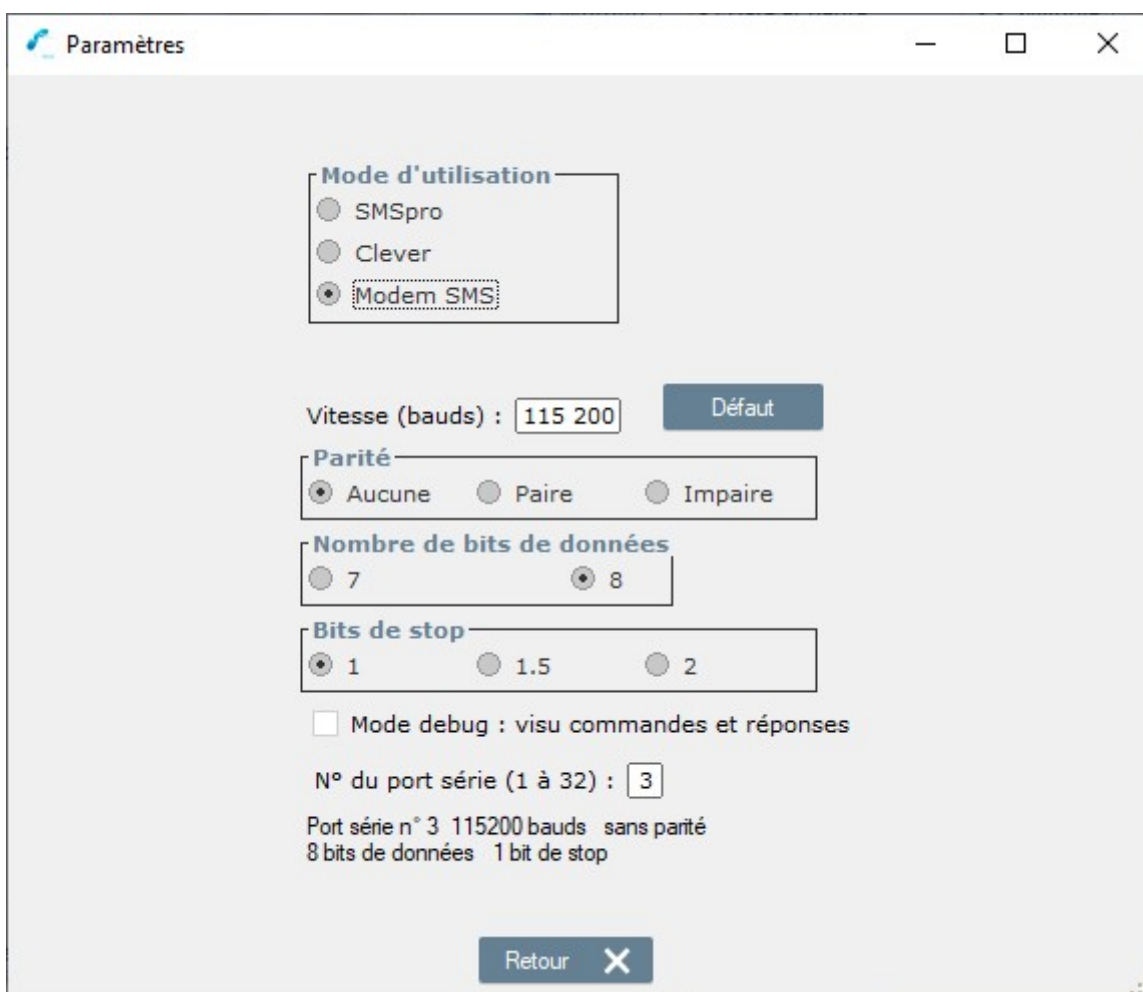 Paramètres
Mode d'utilisation
SMSpro
Clever
Modem SMS
Vitesse (bauds) : 115 200 Défaut
Parité
Aucune Paire Impaire
Nombre de bits de données
7 8
Bits de stop
1 1.5 2
Mode debug : visu commandes et réponses
N° du port série (1 à 32) : 3
Port série n° 3 115200 bauds sans parité
8 bits de données 1 bit de stop
Retour